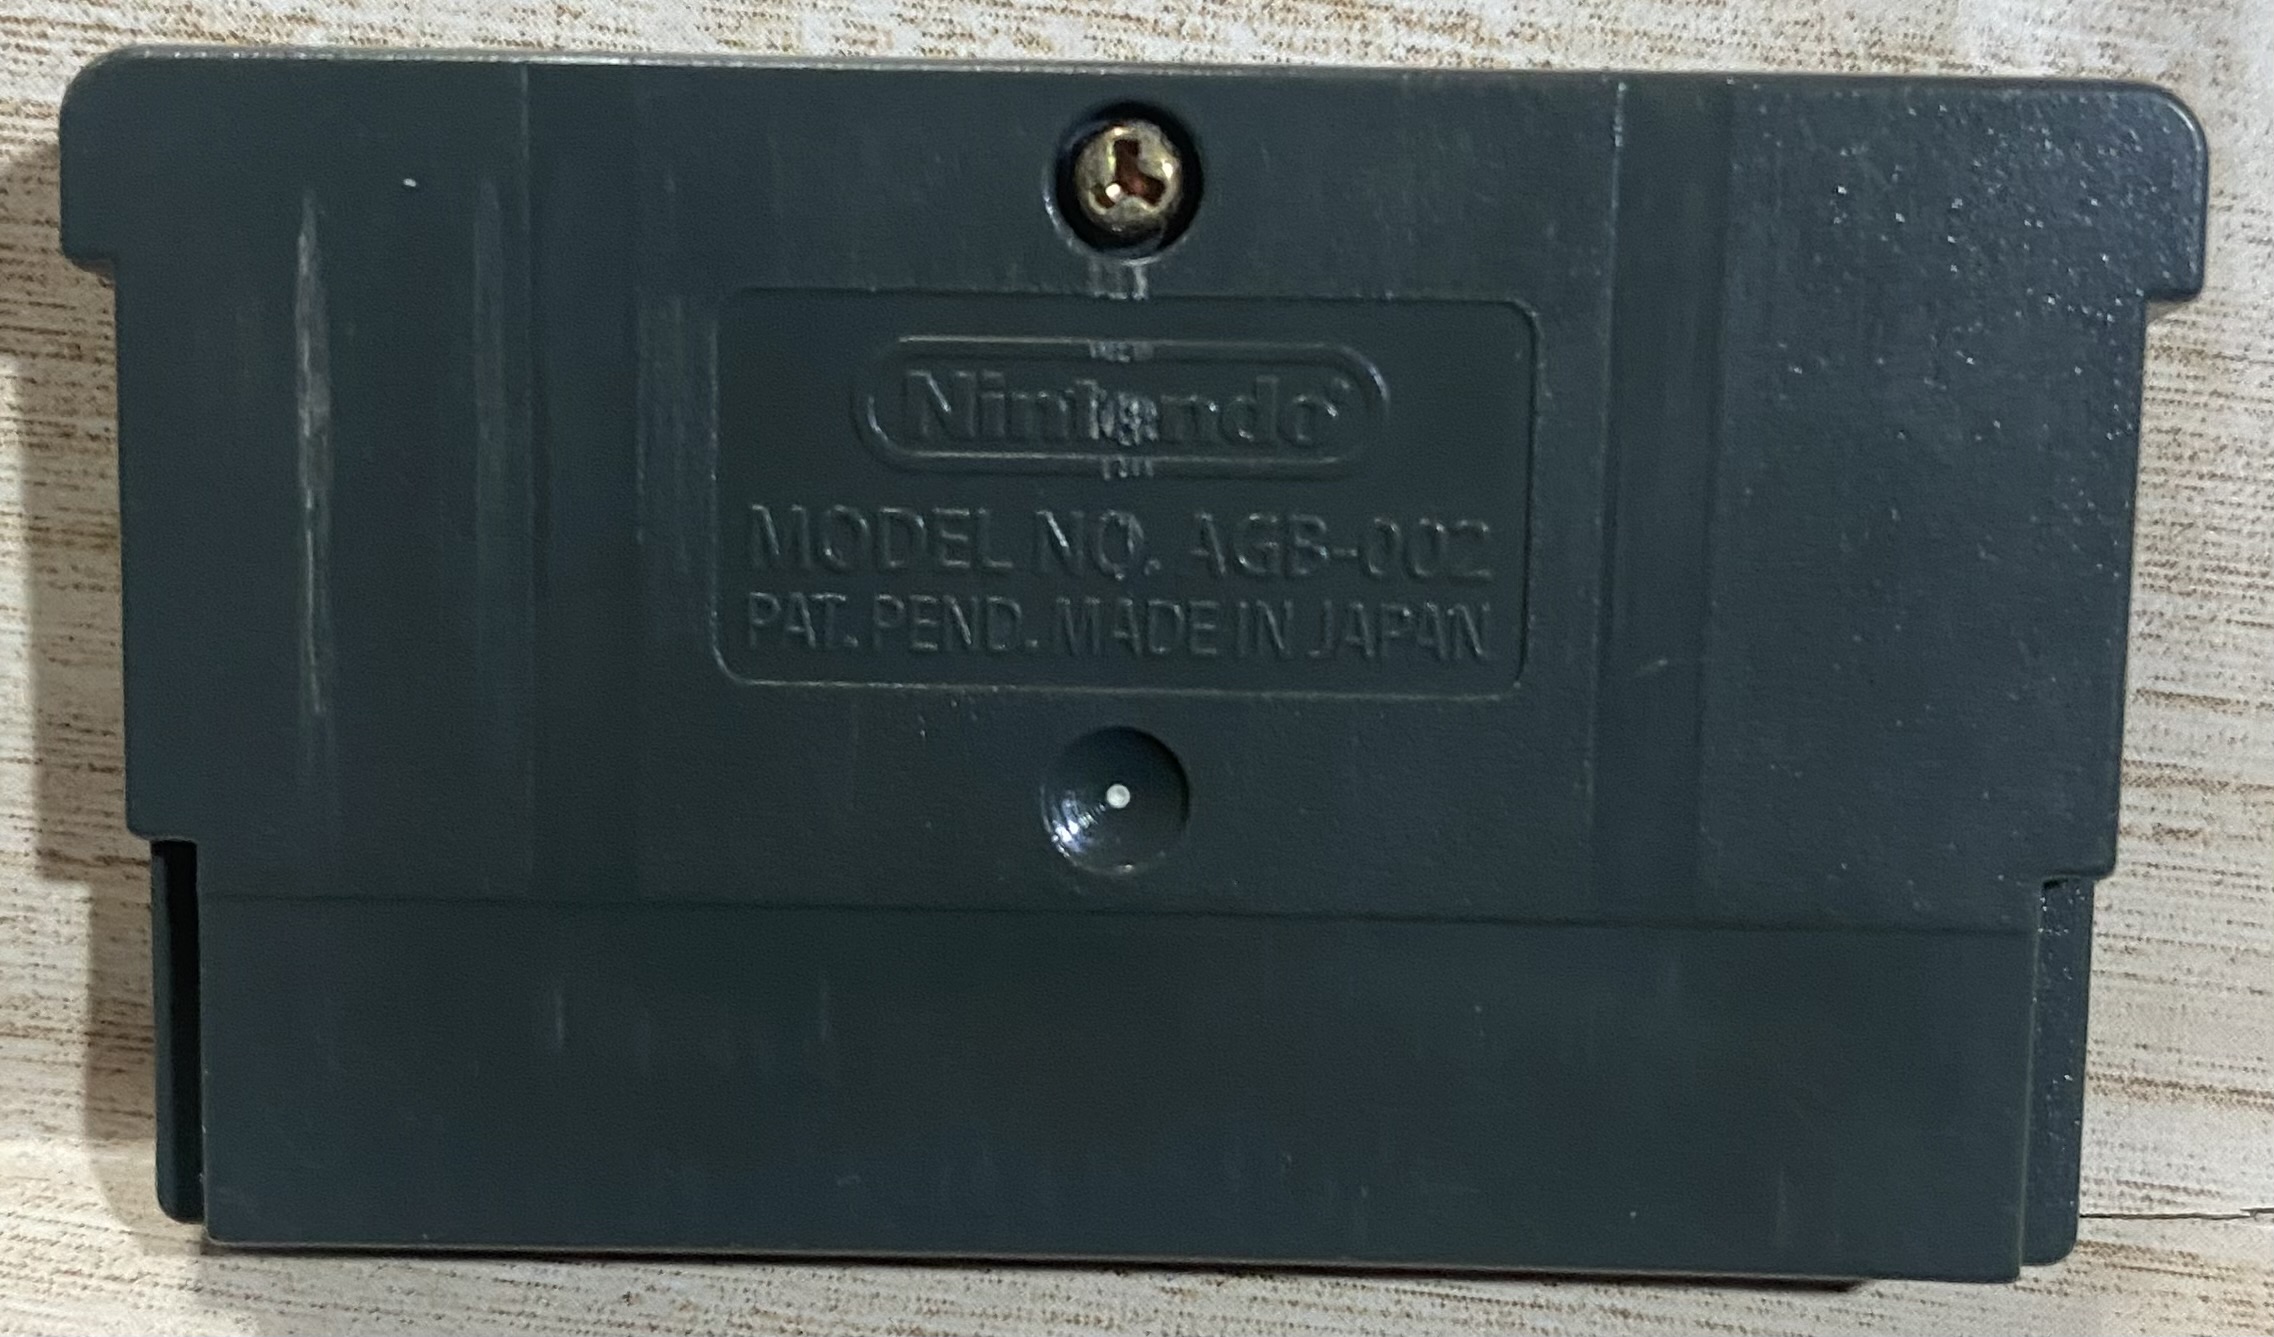 Nintendo®
MODEL NO. AGB-002
PAT. PEND. MADE IN JAPAN